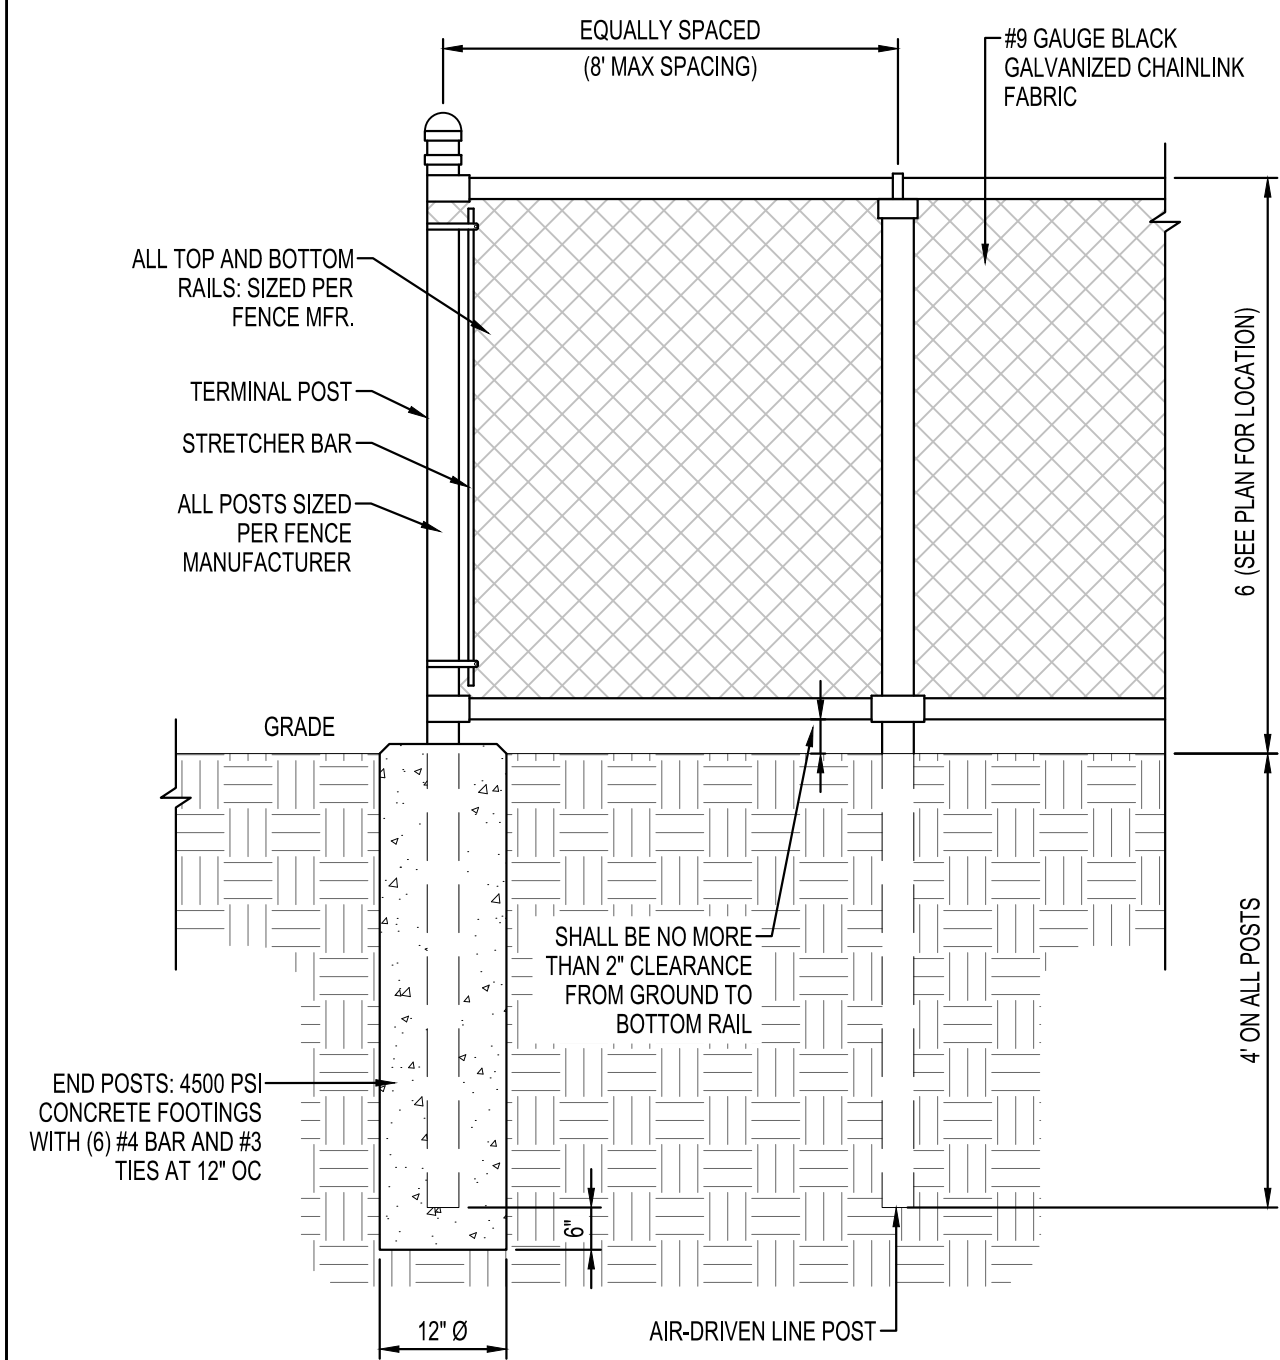 EQUALLY SPACED
(8' MAX SPACING)
#9 GAUGE BLACK
GALVANIZED CHAINLINK
FABRIC
ALL TOP AND BOTTOM
RAILS: SIZED PER
FENCE MFR.
TERMINAL POST
STRETCHER BAR
ALL POSTS SIZED
PER FENCE
MANUFACTURER
6 (SEE PLAN FOR LOCATION)
GRADE
SHALL BE NO MORE
THAN 2" CLEARANCE
FROM GROUND TO
BOTTOM RAIL
4' ON ALL POSTS
END POSTS: 4500 PSI
CONCRETE FOOTINGS
WITH (6) #4 BAR AND #3
TIES AT 12" OC
6"
12" Ø
AIR-DRIVEN LINE POST